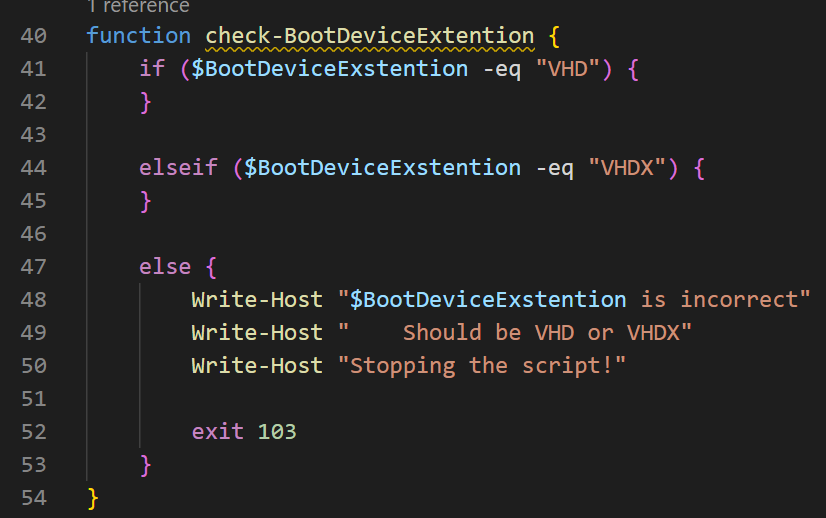 1 reference
40 function check-BootDeviceExtention {
41     if ($BootDeviceExstention -eq "VHD") {
42     }
43
44     elseif ($BootDeviceExstention -eq "VHDX") {
45     }
46
47     else {
48         Write-Host "$BootDeviceExstention is incorrect"
49         Write-Host "    Should be VHD or VHDX"
50         Write-Host "Stopping the script!"
51
52         exit 103
53     }
54 }